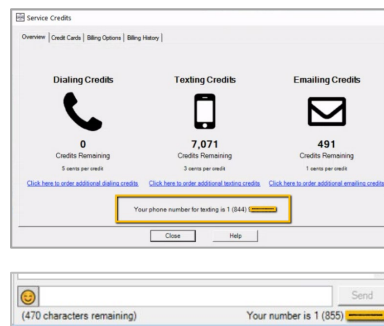 Service Credits
Overview Credit Cards Billing Options Billing History
Dialing Credits Texting Credits Emailing Credits
0 7,071 491
Credits Remaining Credits Remaining Credits Remaining
5 cents per credit 3 cents per credit 1 cents per credit
Click here to order additional dialing credits Click here to order additional texting credits Click here to order additional emailing credits
Your phone number for texting is 1 (844)
Close Help
Send
(470 characters remaining) Your number is 1 (855)